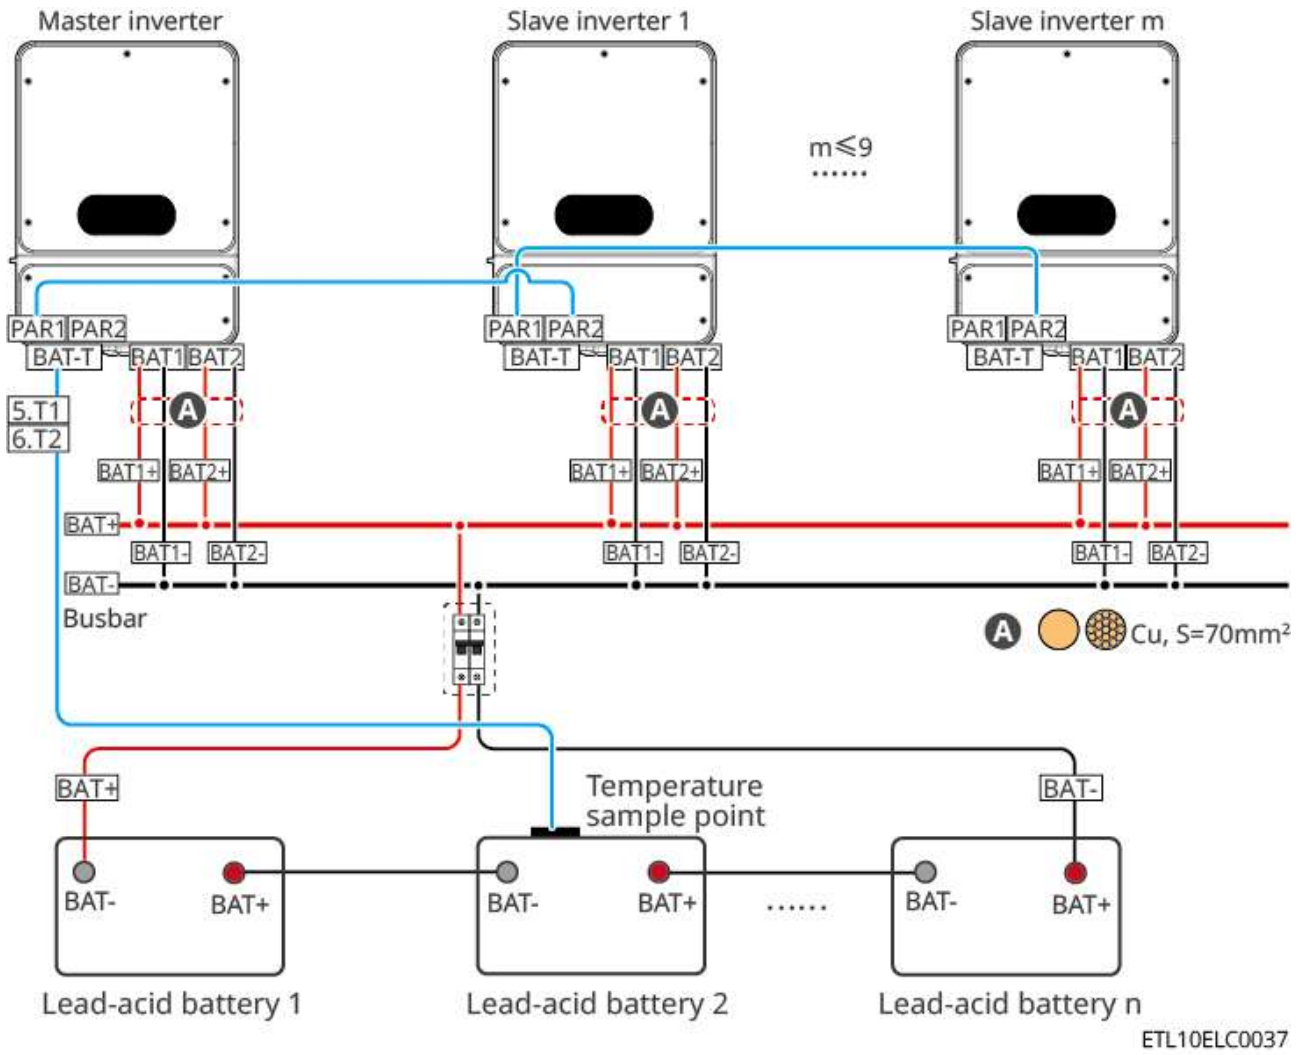 Master inverter
Slave inverter 1
Slave inverter m
m⩽9
......
PAR1 PAR2
PAR1 PAR2
PAR1 PAR2
BAT-T BAT1 BAT2
BAT-T BAT1 BAT2
BAT-T BAT1 BAT2
5.T1
6.T2
A
A
A
BAT1+ BAT2+
BAT1+ BAT2+
BAT1+ BAT2+
BAT+
BAT1- BAT2-
BAT1- BAT2-
BAT1- BAT2-
BAT-
Busbar
A Cu, S=70mm²
BAT+
Temperature
sample point
BAT-
BAT- BAT+
BAT- BAT+
......
BAT- BAT+
Lead-acid battery 1
Lead-acid battery 2
Lead-acid battery n
ETL10ELC0037